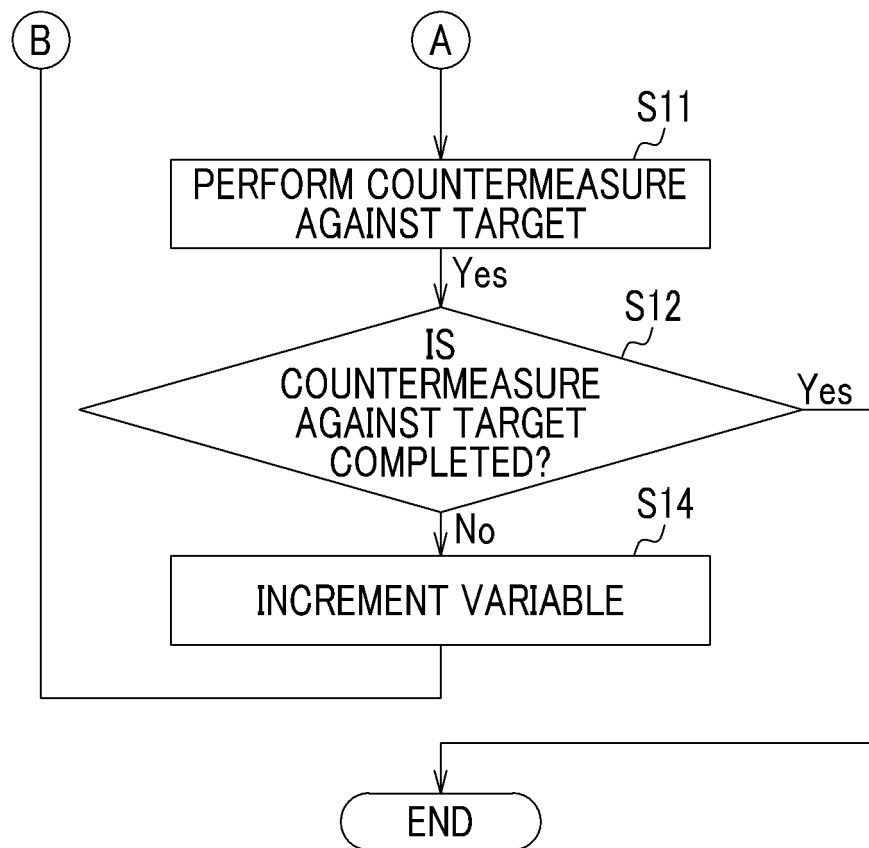 B
A
S11
PERFORM COUNTERMEASURE
AGAINST TARGET
Yes
S12
IS
COUNTERMEASURE
AGAINST TARGET
COMPLETED?
Yes
No
S14
INCREMENT VARIABLE
END